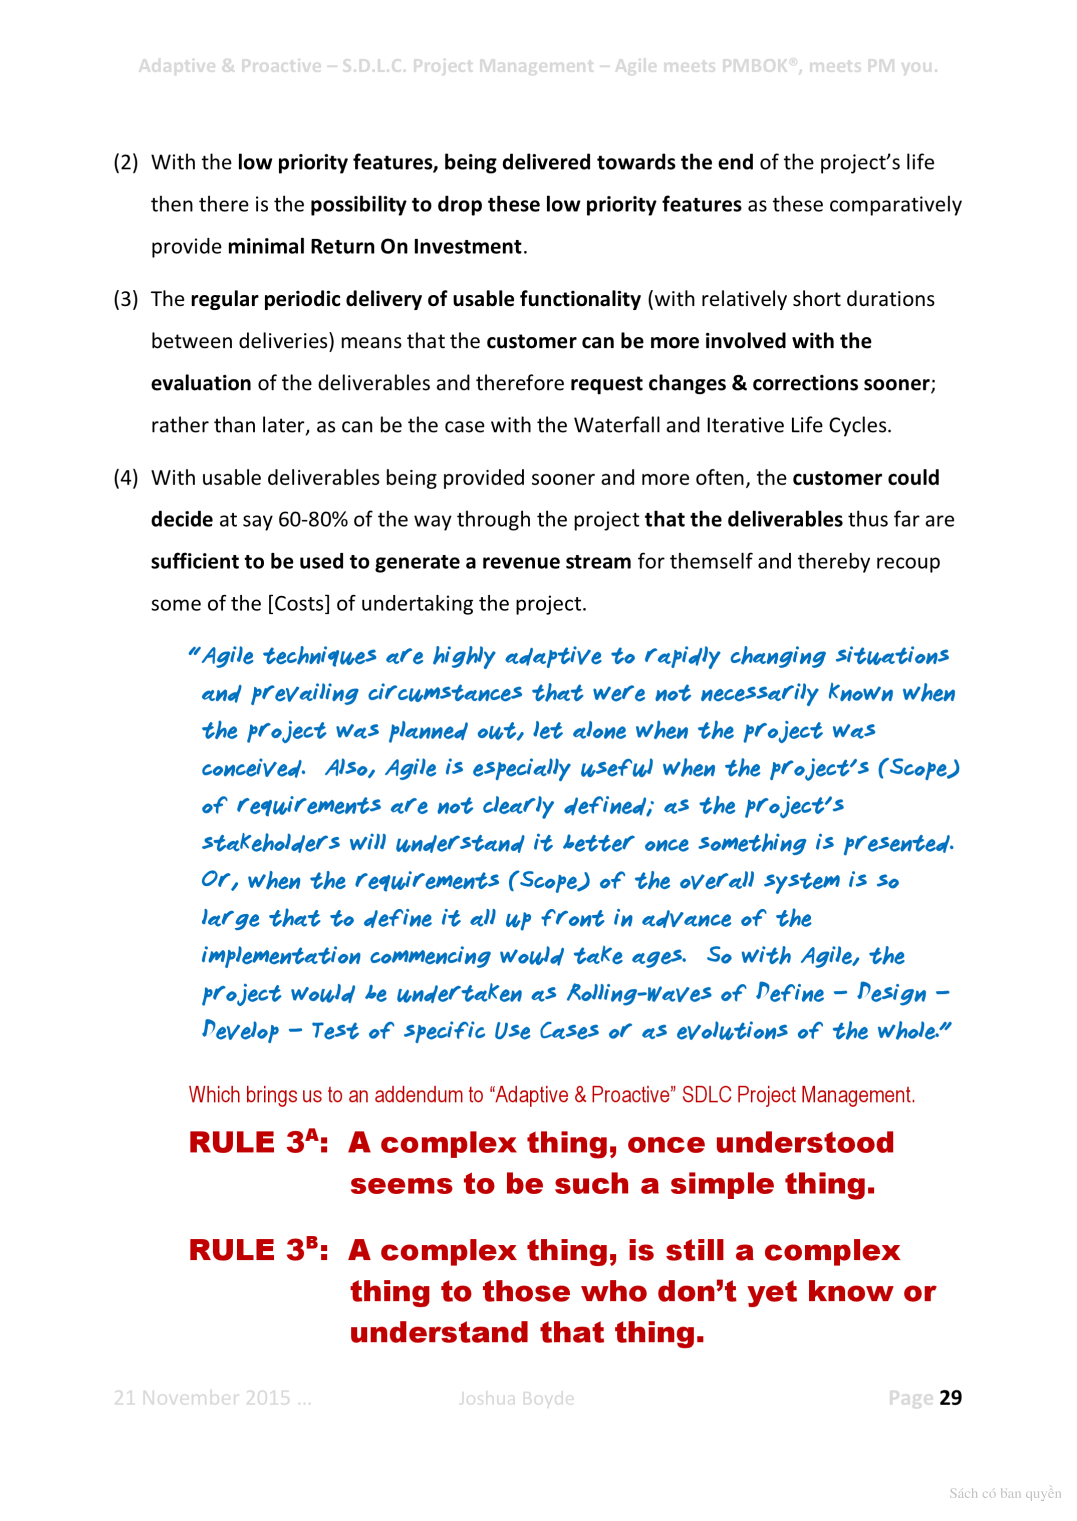 Adaptive & Proactive – S.D.L.C. Project Management – Agile meets PMBOK®, meets PM you.
(2) With the low priority features, being delivered towards the end of the project’s life
then there is the possibility to drop these low priority features as these comparatively
provide minimal Return On Investment.
(3) The regular periodic delivery of usable functionality (with relatively short durations
between deliveries) means that the customer can be more involved with the
evaluation of the deliverables and therefore request changes & corrections sooner;
rather than later, as can be the case with the Waterfall and Iterative Life Cycles.
(4) With usable deliverables being provided sooner and more often, the customer could
decide at say 60-80% of the way through the project that the deliverables thus far are
sufficient to be used to generate a revenue stream for themself and thereby recoup
some of the [Costs] of undertaking the project.
“Agile techniques are highly adaptive to rapidly changing situations
and prevailing circumstances that were not necessarily known when
the project was planned out, let alone when the project was
conceived. Also, Agile is especially useful when the project’s (Scope)
of requirements are not clearly defined; as the project’s
stakeholders will understand it better once something is presented.
Or, when the requirements (Scope) of the overall system is so
large that to define it all up front in advance of the
implementation commencing would take ages. So with Agile, the
project would be undertaken as Rolling-Waves of Define – Design –
Develop – Test of specific Use Cases or as evolutions of the whole.”
Which brings us to an addendum to “Adaptive & Proactive” SDLC Project Management.
RULE 3A: A complex thing, once understood
seems to be such a simple thing.
RULE 3B: A complex thing, is still a complex
thing to those who don’t yet know or
understand that thing.
21 November 2015 … Joshua Boyde Page 29
Sách có bản quyền